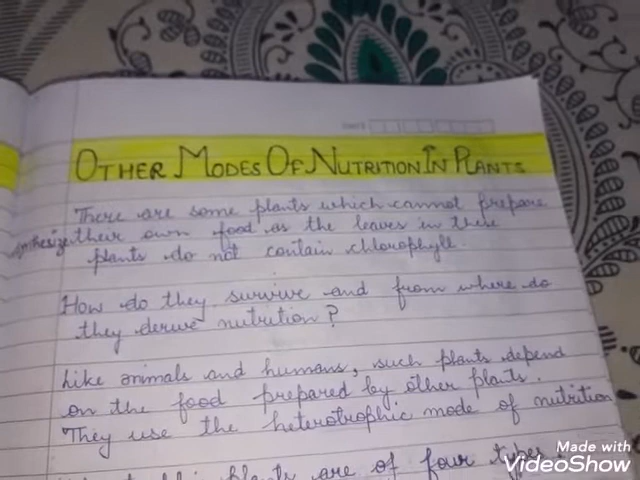 OTHER MODES OF NUTRITION IN PLANTS
There are some plants which cannot prepare
synthesize their own food as the leaves in these
plants do not contain chlorophyll.
How do they survive and from where do
they derive nutrition?
Like animals and humans, such plants depend
on the food prepared by other plants.
They use the heterotrophic mode of nutrition
plants are of four types
Made with
VideoShow